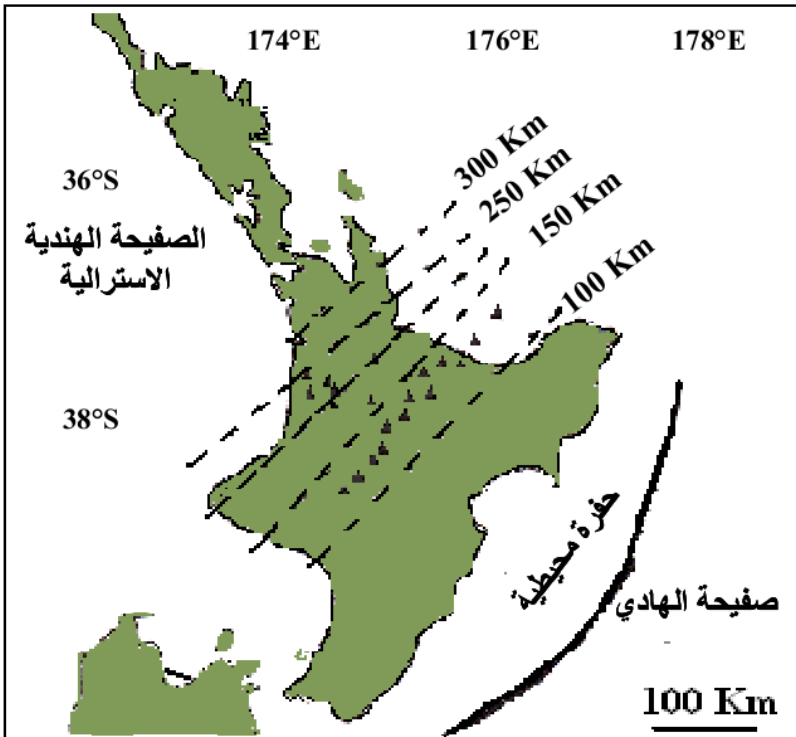 174°E 176°E 178°E
36°S
300 Km
250 Km
150 Km
100 Km
الصفيحة الهندية
الاسترالية
38°S
حفرة محيطية
صفيحة الهادي
100 Km